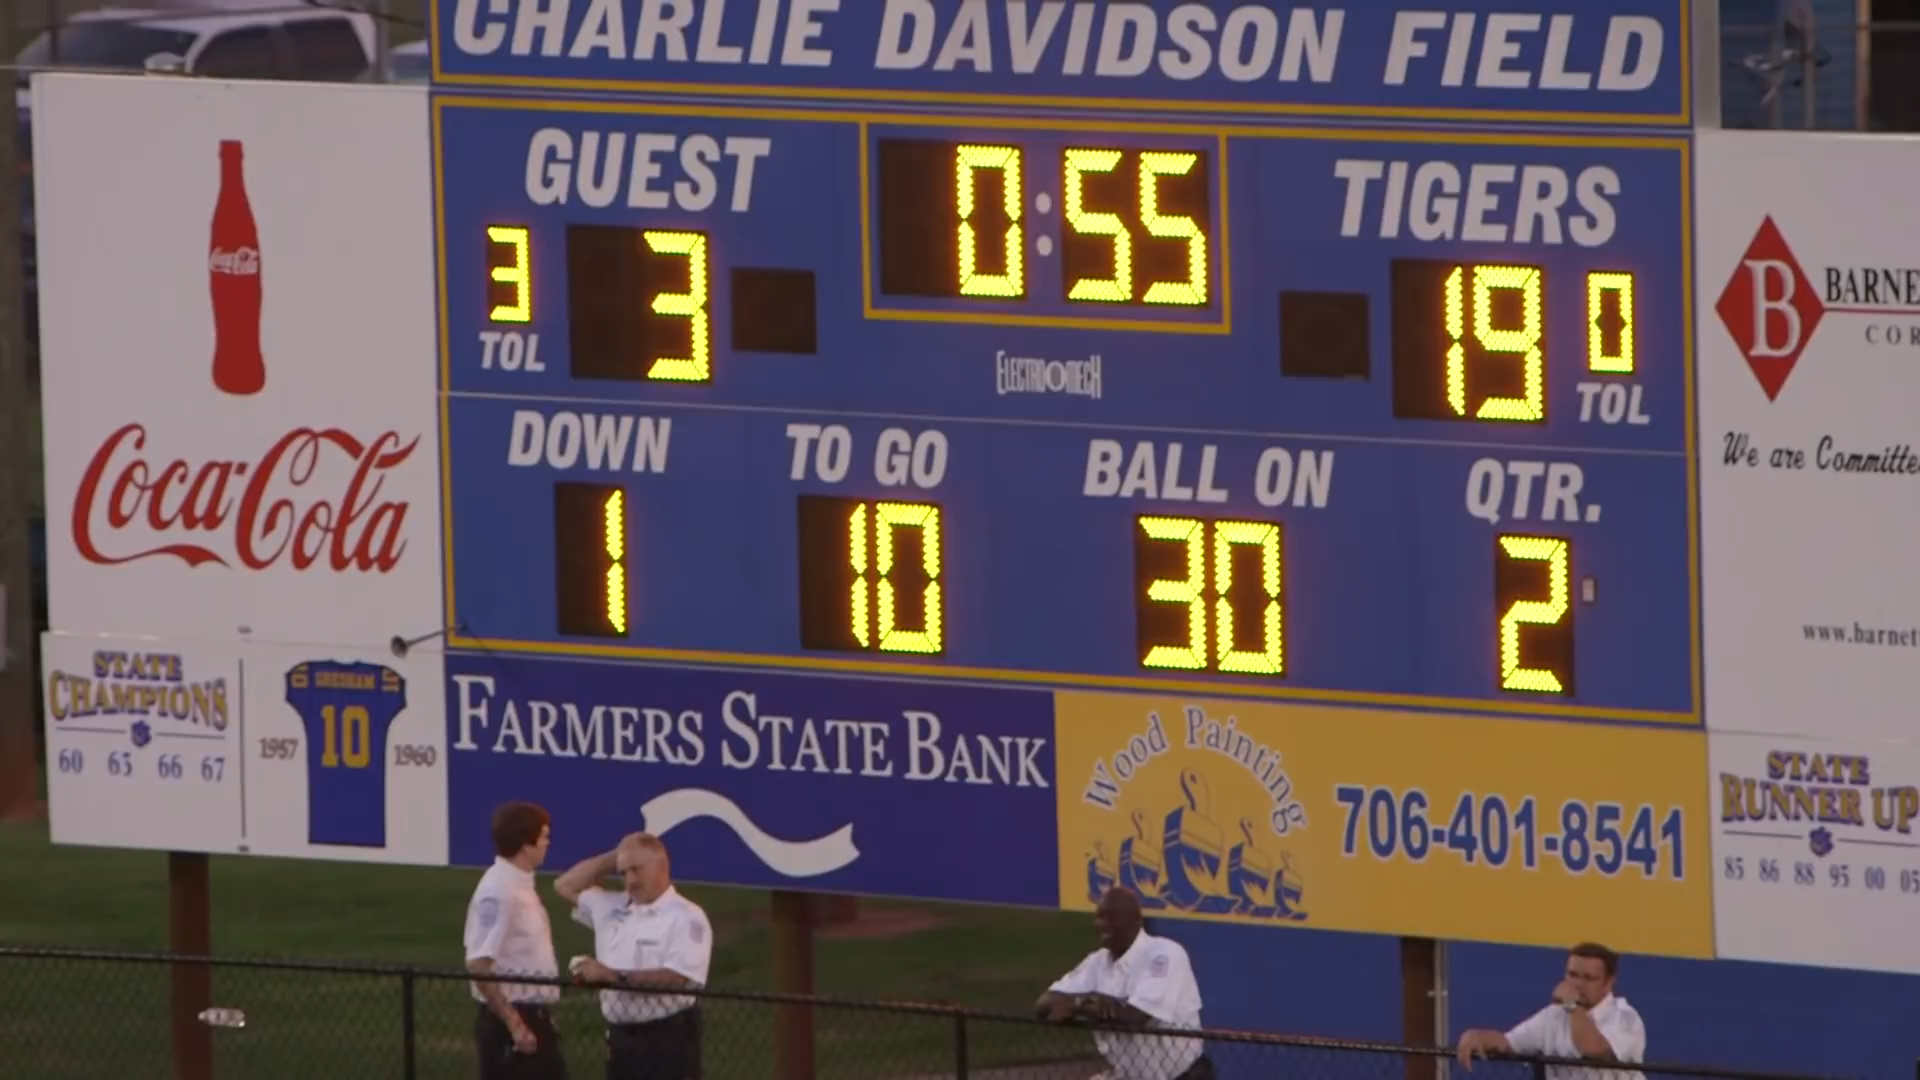 CHARLIE DAVIDSON FIELD
GUEST
0:55
TIGERS
3
3
19
0
TOL
TOL
ELECTRO-MECH
DOWN
TO GO
BALL ON
QTR.
1
10
30
2
Coca-Cola
Coca-Cola
B
BARNE
COR
We are Committe
www.barnet
STATE
CHAMPIONS
60 65 66 67
10 GRESHAM 10
10
1957
1960
FARMERS STATE BANK
Wood Painting
706-401-8541
STATE
RUNNER UP
85 86 88 95 00 05